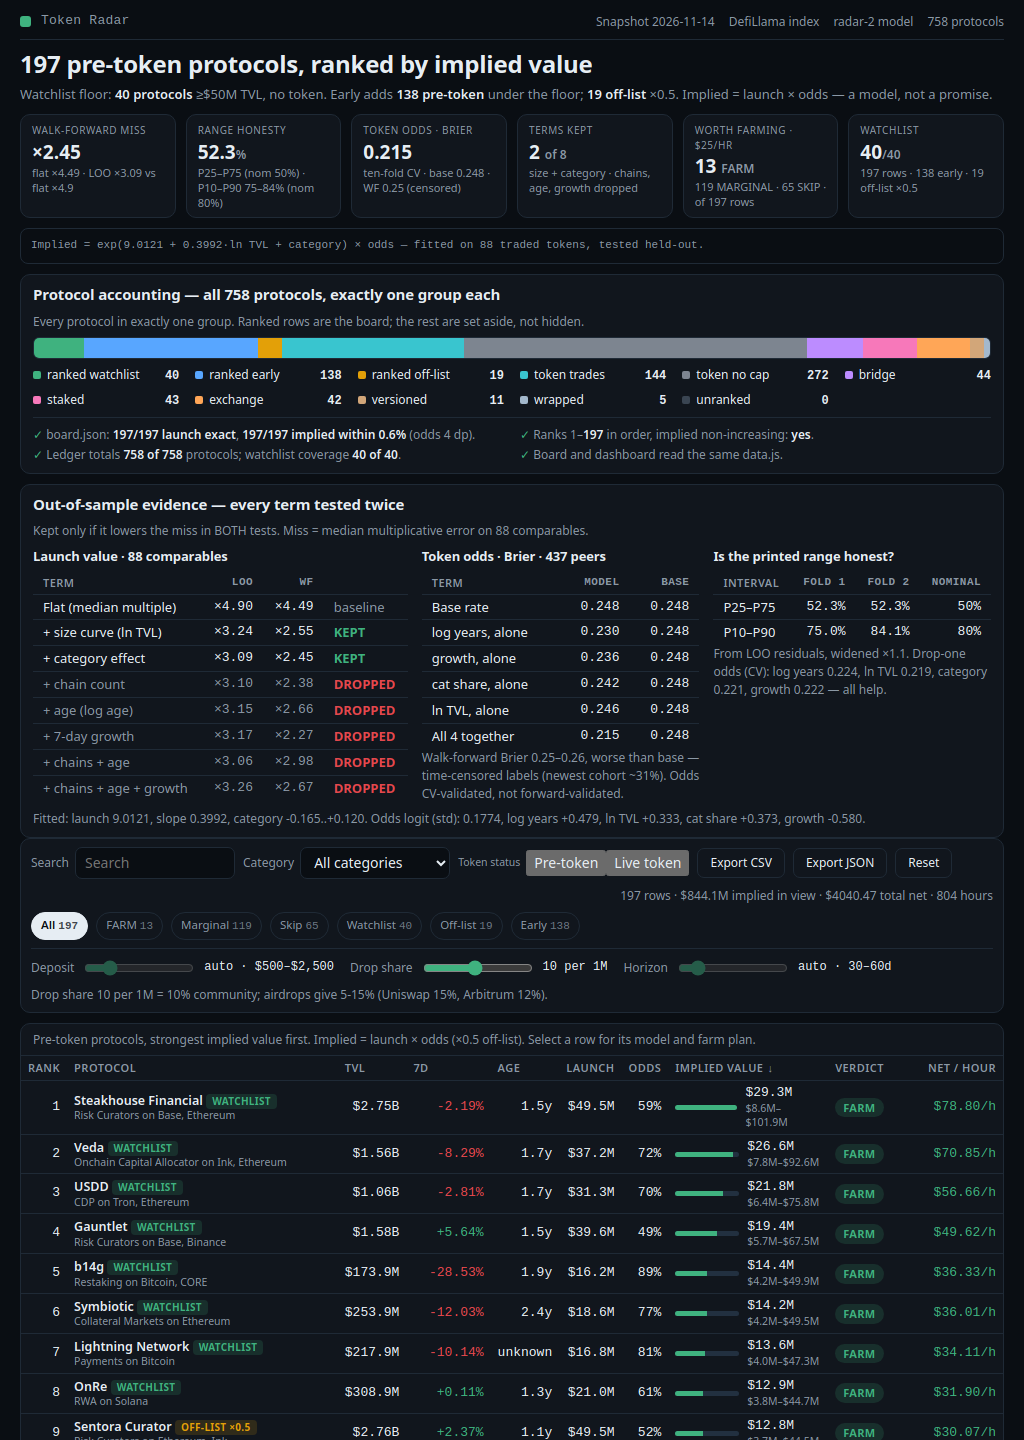 Token Radar
Snapshot 2026-11-14 DefiLlama index radar-2 model 758 protocols
197 pre-token protocols, ranked by implied value
Watchlist floor: 40 protocols ≥$50M TVL, no token. Early adds 138 pre-token under the floor; 19 off-list ×0.5. Implied = launch × odds — a model, not a promise.
WALK-FORWARD MISS
×2.45
flat ×4.49 · LOO ×3.09 vs
flat ×4.9
RANGE HONESTY
52.3%
P25–P75 (nom 50%) ·
P10–P90 75–84% (nom
80%)
TOKEN ODDS · BRIER
0.215
ten-fold CV · base 0.248 ·
WF 0.25 (censored)
TERMS KEPT
2 of 8
size + category · chains,
age, growth dropped
WORTH FARMING ·
$25/HR
13 FARM
119 MARGINAL · 65 SKIP ·
of 197 rows
WATCHLIST
40/40
197 rows · 138 early · 19
off-list ×0.5
Implied = exp(9.0121 + 0.3992·ln TVL + category) × odds — fitted on 88 traded tokens, tested held-out.
Protocol accounting — all 758 protocols, exactly one group each
Every protocol in exactly one group. Ranked rows are the board; the rest are set aside, not hidden.
ranked watchlist 40 ranked early 138 ranked off-list 19 token trades 144 token no cap 272 bridge 44
staked 43 exchange 42 versioned 11 wrapped 5 unranked 0
✓ board.json: 197/197 launch exact, 197/197 implied within 0.6% (odds 4 dp). ✓ Ranks 1–197 in order, implied non-increasing: yes.
✓ Ledger totals 758 of 758 protocols; watchlist coverage 40 of 40. ✓ Board and dashboard read the same data.js.
Out-of-sample evidence — every term tested twice
Kept only if it lowers the miss in BOTH tests. Miss = median multiplicative error on 88 comparables.
Launch value · 88 comparables
TERM LOO WF
Flat (median multiple) ×4.90 ×4.49 baseline
+ size curve (ln TVL) ×3.24 ×2.55 KEPT
+ category effect ×3.09 ×2.45 KEPT
+ chain count ×3.10 ×2.38 DROPPED
+ age (log age) ×3.15 ×2.66 DROPPED
+ 7-day growth ×3.17 ×2.27 DROPPED
+ chains + age ×3.06 ×2.98 DROPPED
+ chains + age + growth ×3.26 ×2.67 DROPPED
Token odds · Brier · 437 peers
TERM MODEL BASE
Base rate 0.248 0.248
log years, alone 0.230 0.248
growth, alone 0.236 0.248
cat share, alone 0.242 0.248
ln TVL, alone 0.246 0.248
All 4 together 0.215 0.248
Walk-forward Brier 0.25–0.26, worse than base —
time-censored labels (newest cohort ~31%). Odds
CV-validated, not forward-validated.
Is the printed range honest?
INTERVAL FOLD 1 FOLD 2 NOMINAL
P25–P75 52.3% 52.3% 50%
P10–P90 75.0% 84.1% 80%
From LOO residuals, widened ×1.1. Drop-one
odds (CV): log years 0.224, ln TVL 0.219, category
0.221, growth 0.222 — all help.
Fitted: launch 9.0121, slope 0.3992, category -0.165..+0.120. Odds logit (std): 0.1774, log years +0.479, ln TVL +0.333, cat share +0.373, growth -0.580.
Search Search Category All categories Token status Pre-token Live token Export CSV Export JSON Reset
197 rows · $844.1M implied in view · $4040.47 total net · 804 hours
All 197 FARM 13 Marginal 119 Skip 65 Watchlist 40 Off-list 19 Early 138
Deposit auto · $500–$2,500 Drop share 10 per 1M Horizon auto · 30–60d
Drop share 10 per 1M = 10% community; airdrops give 5-15% (Uniswap 15%, Arbitrum 12%).
Pre-token protocols, strongest implied value first. Implied = launch × odds (×0.5 off-list). Select a row for its model and farm plan.
RANK PROTOCOL TVL 7D AGE LAUNCH ODDS IMPLIED VALUE ↓ VERDICT NET / HOUR
1 Steakhouse Financial WATCHLIST $2.75B -2.19% 1.5y $49.5M 59% $29.3M FARM $78.80/h
Risk Curators on Base, Ethereum $8.6M–
$101.9M
2 Veda WATCHLIST $1.56B -8.29% 1.7y $37.2M 72% $26.6M FARM $70.85/h
Onchain Capital Allocator on Ink, Ethereum $7.8M–$92.6M
3 USDD WATCHLIST $1.06B -2.81% 1.7y $31.3M 70% $21.8M FARM $56.66/h
CDP on Tron, Ethereum $6.4M–$75.8M
4 Gauntlet WATCHLIST $1.58B +5.64% 1.5y $39.6M 49% $19.4M FARM $49.62/h
Risk Curators on Base, Binance $5.7M–$67.5M
5 b14g WATCHLIST $173.9M -28.53% 1.9y $16.2M 89% $14.4M FARM $36.33/h
Restaking on Bitcoin, CORE $4.2M–$49.9M
6 Symbiotic WATCHLIST $253.9M -12.03% 2.4y $18.6M 77% $14.2M FARM $36.01/h
Collateral Markets on Ethereum $4.2M–$49.5M
7 Lightning Network WATCHLIST $217.9M -10.14% unknown $16.8M 81% $13.6M FARM $34.11/h
Payments on Bitcoin $4.0M–$47.3M
8 OnRe WATCHLIST $308.9M +0.11% 1.3y $21.0M 61% $12.9M FARM $31.90/h
RWA on Solana $3.8M–$44.7M
9 Sentora Curator OFF-LIST ×0.5 $2.76B +2.37% 1.1y $49.5M 52% $12.8M FARM $30.07/h